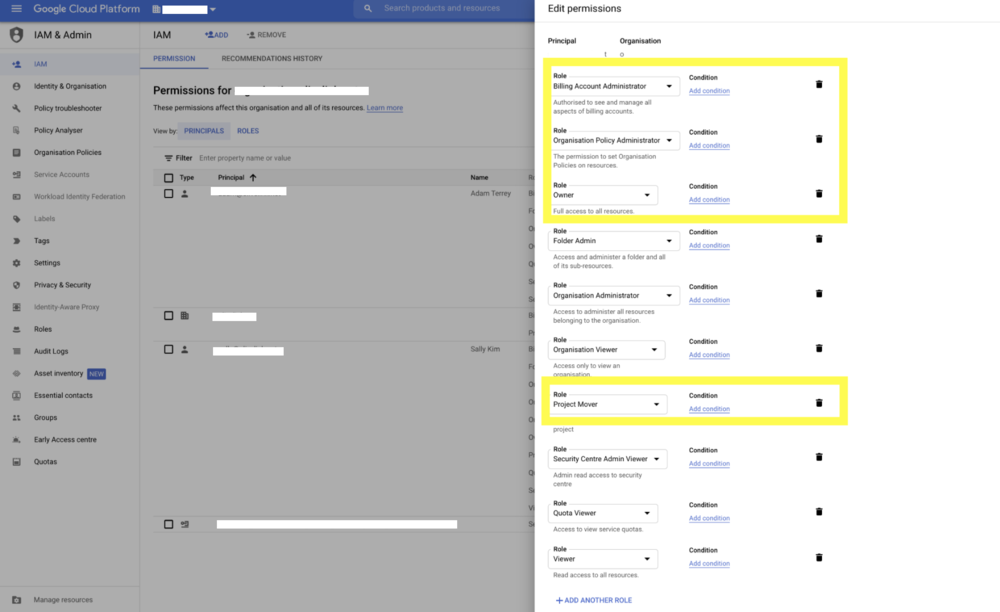 Google Cloud Platform
Search products and resources
IAM & Admin
IAM
Identity & Organisation
Policy troubleshooter
Policy Analyser
Organisation Policies
Service Accounts
Workload Identity Federation
Labels
Tags
Settings
Privacy & Security
Identity-Aware Proxy
Roles
Audit Logs
Asset inventory NEW
Essential contacts
Groups
Early Access centre
Quotas
Manage resources
IAM
ADD
REMOVE
PERMISSION
RECOMMENDATIONS HISTORY
Permissions for
These permissions affect this organisation and all of its resources. Learn more
View by: PRINCIPALS ROLES
Filter Enter property name or value
Type Principal Name
Adam Terrey
Sally Kim
Edit permissions
Principal Organisation
1 o
Role Condition
Billing Account Administrator Add condition
Authorised to see and manage all
aspects of billing accounts.
Role Condition
Organisation Policy Administrator Add condition
The permission to set Organisation
Policies on resources.
Role Condition
Owner Add condition
Full access to all resources.
Role Condition
Folder Admin Add condition
Access and administer a folder and all
of its sub-resources.
Role Condition
Organisation Administrator Add condition
Access to administer all resources
belonging to the organisation.
Role Condition
Organisation Viewer Add condition
Access only to view an
organisation.
Role Condition
Project Mover Add condition
project
Role Condition
Security Centre Admin Viewer Add condition
Admin read access to security
centre
Role Condition
Quota Viewer Add condition
Access to view service quotas.
Role Condition
Viewer Add condition
Read access to all resources.
+ ADD ANOTHER ROLE